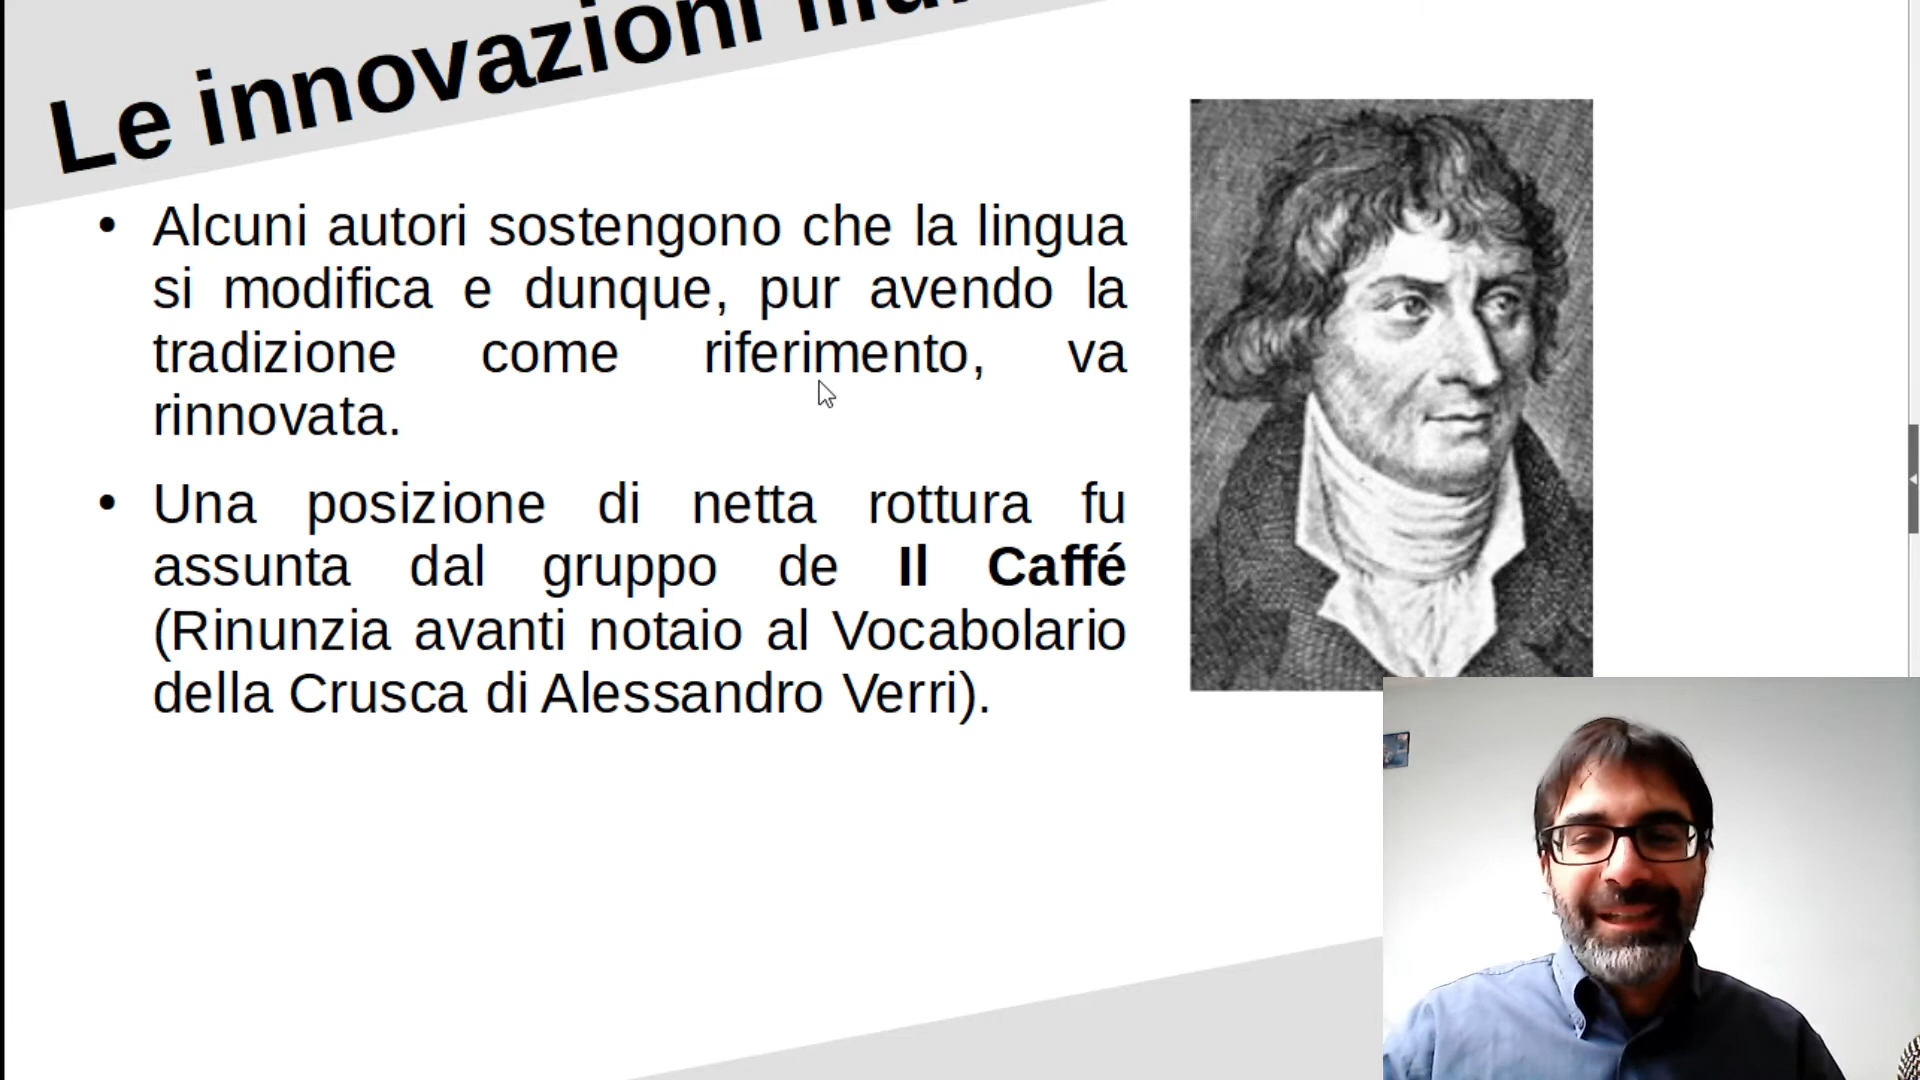 Le innovazioni
Alcuni autori sostengono che la lingua
si modifica e dunque, pur avendo la
tradizione come riferimento, va
rinnovata.
Una posizione di netta rottura fu
assunta dal gruppo de Il Caffé
(Rinunzia avanti notaio al Vocabolario
della Crusca di Alessandro Verri).